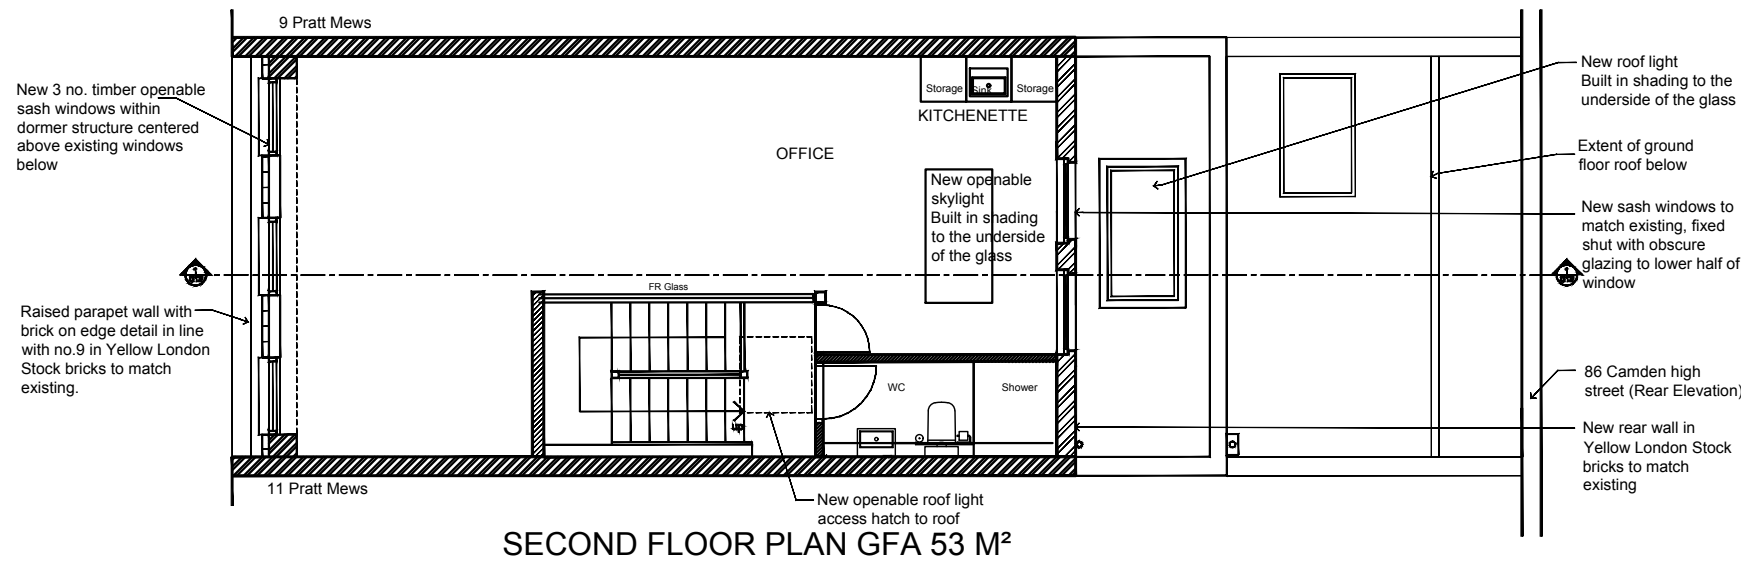 9 Pratt Mews
New 3 no. timber openable
sash windows within
dormer structure centered
above existing windows
below
Raised parapet wall with
brick on edge detail in line
with no.9 in Yellow London
Stock bricks to match
existing.
Storage
Sink
Storage
KITCHENETTE
OFFICE
New openable
skylight
Built in shading
to the underside
of the glass
FR Glass
WC
Shower
UP
New roof light
Built in shading to the
underside of the glass
Extent of ground
floor roof below
New sash windows to
match existing, fixed
shut with obscure
glazing to lower half of
window
86 Camden high
street (Rear Elevation)
New rear wall in
Yellow London Stock
bricks to match
existing
11 Pratt Mews
New openable roof light
access hatch to roof
SECOND FLOOR PLAN GFA 53 M²